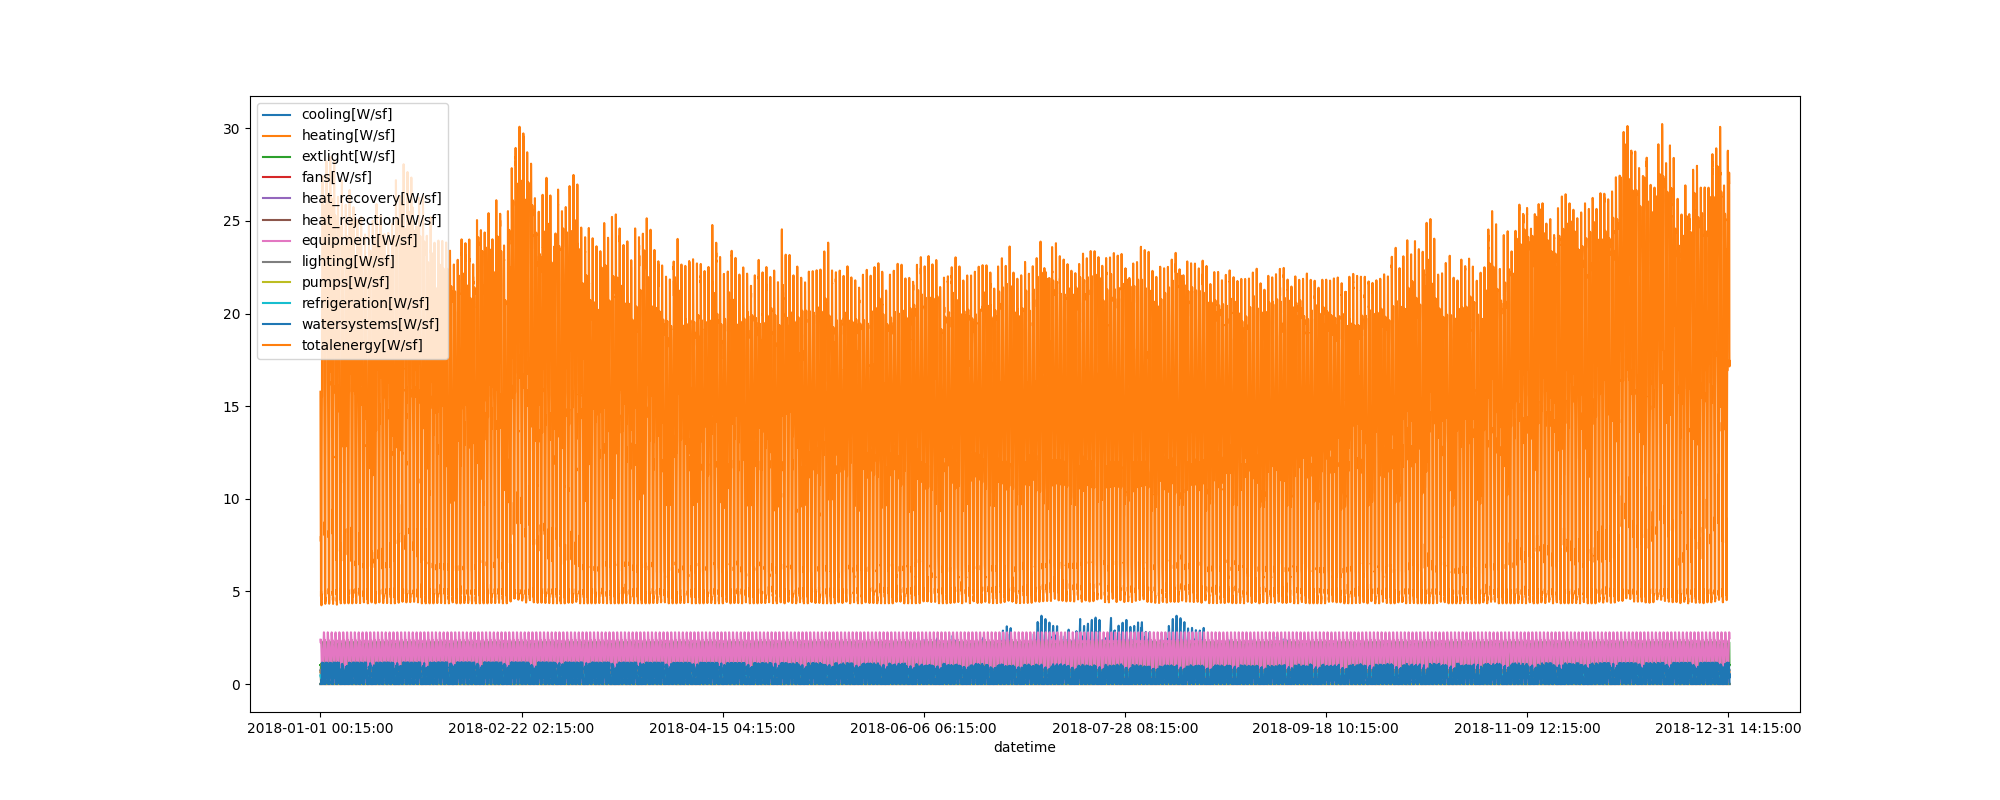 cooling[W/sf]
heating[W/sf]
extlight[W/sf]
fans[W/sf]
heat_recovery[W/sf]
heat_rejection[W/sf]
equipment[W/sf]
lighting[W/sf]
pumps[W/sf]
refrigeration[W/sf]
watersystems[W/sf]
totalenergy[W/sf]
30
25
20
15
10
5
0
2018-01-01 00:15:00 2018-02-22 02:15:00 2018-04-15 04:15:00 2018-06-06 06:15:00 2018-07-28 08:15:00 2018-09-18 10:15:00 2018-11-09 12:15:00 2018-12-31 14:15:00
datetime